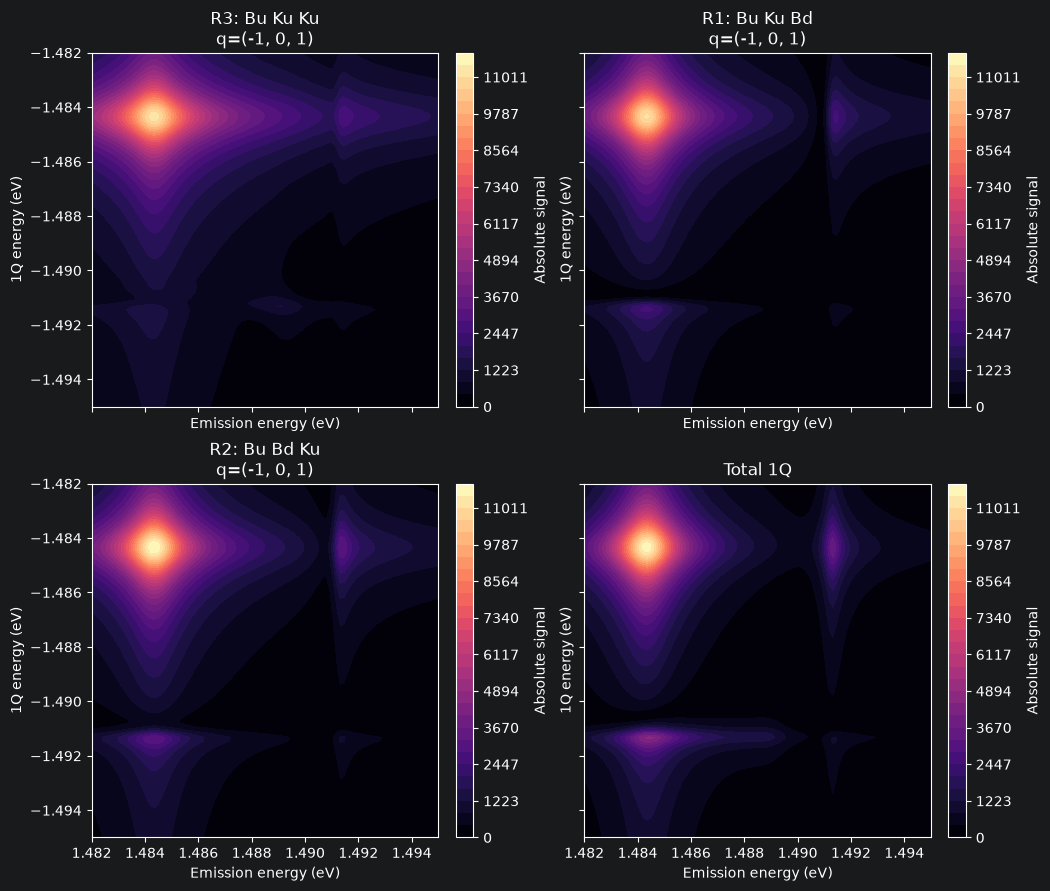 R3: Bu Ku Ku
q=(-1, 0, 1)
−1.482
−1.484
−1.486
−1.488
−1.490
−1.492
−1.494
1Q energy (eV)
Emission energy (eV)
11011
9787
8564
7340
6117
4894
3670
2447
1223
0
Absolute signal
R1: Bu Ku Bd
q=(-1, 0, 1)
1Q energy (eV)
Emission energy (eV)
11011
9787
8564
7340
6117
4894
3670
2447
1223
0
Absolute signal
R2: Bu Bd Ku
q=(-1, 0, 1)
−1.482
−1.484
−1.486
−1.488
−1.490
−1.492
−1.494
1Q energy (eV)
1.482 1.484 1.486 1.488 1.490 1.492 1.494
Emission energy (eV)
11011
9787
8564
7340
6117
4894
3670
2447
1223
0
Absolute signal
Total 1Q
1Q energy (eV)
1.482 1.484 1.486 1.488 1.490 1.492 1.494
Emission energy (eV)
11011
9787
8564
7340
6117
4894
3670
2447
1223
0
Absolute signal